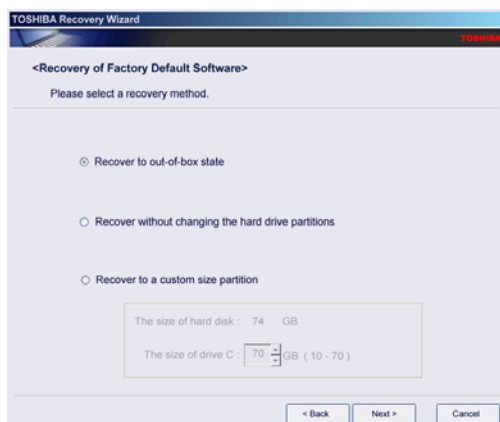 TOSHIBA Recovery Wizard
TOSHIBA
<Recovery of Factory Default Software>
Please select a recovery method.
Recover to out-of-box state
Recover without changing the hard drive partitions
Recover to a custom size partition
The size of hard disk : 74 GB
The size of drive C : 70 GB ( 10 - 70 )
< Back Next > Cancel